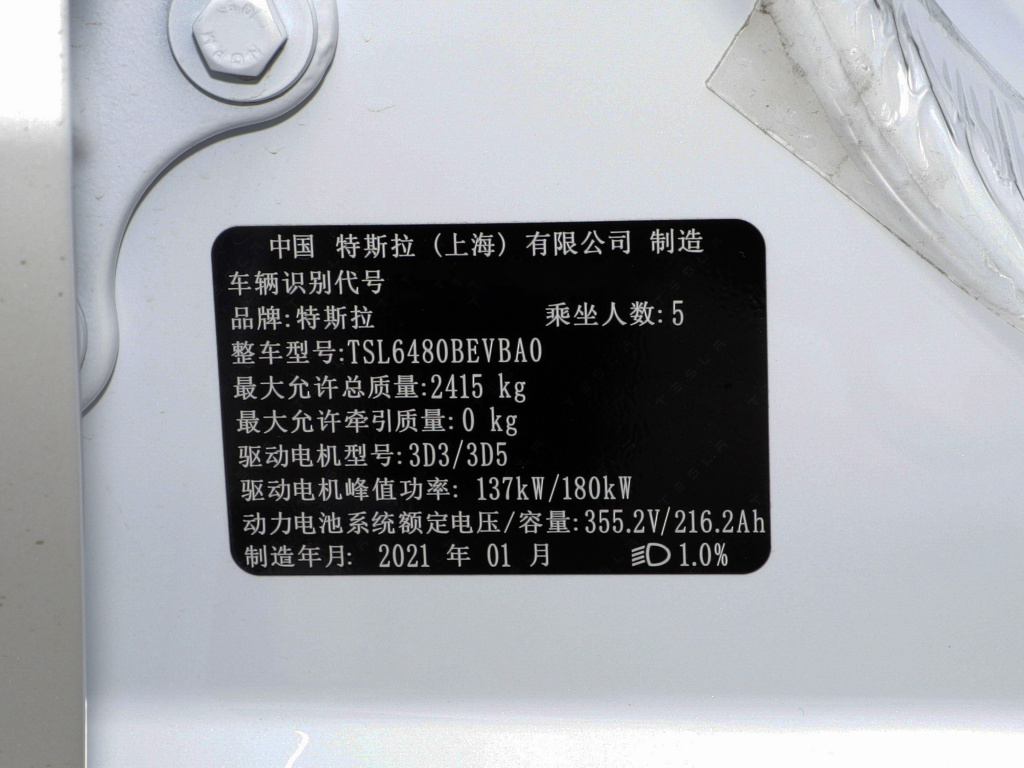 中国 特斯拉 (上海) 有限公司 制造
车辆识别代号
品牌:特斯拉 乘坐人数:5
整车型号:TSL6480BEVBA0
最大允许总质量:2415 kg
最大允许牵引质量:0 kg
驱动电机型号:3D3/3D5
驱动电机峰值功率: 137kW/180kW
动力电池系统额定电压/容量:355.2V/216.2Ah
制造年月: 2021 年 01 月 1.0%